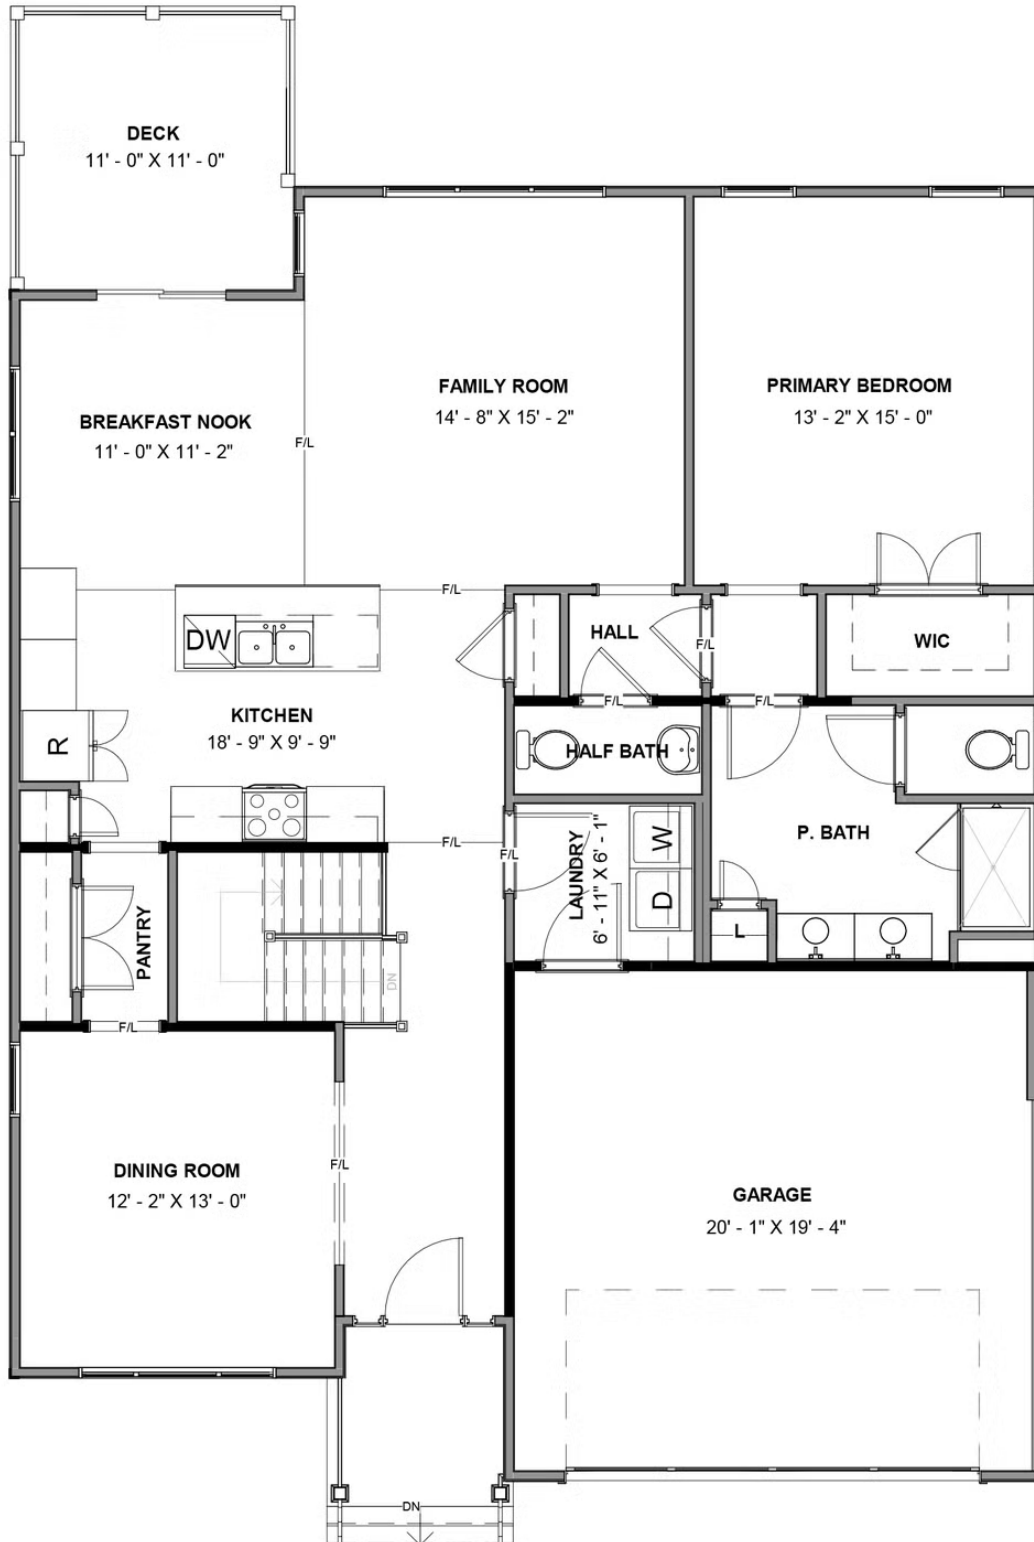 DECK
11' - 0" X 11' - 0"
FAMILY ROOM
14' - 8" X 15' - 2"
PRIMARY BEDROOM
13' - 2" X 15' - 0"
BREAKFAST NOOK
11' - 0" X 11' - 2"
F/L
F/L
HALL
F/L
WIC
DW
F/L
F/L
KITCHEN
18' - 9" X 9' - 9"
R
HALF BATH
P. BATH
F/L
F/L
LAUNDRY
6' - 11" X 6' - 1"
W
D
L
PANTRY
DN
F/L
DINING ROOM
12' - 2" X 13' - 0"
F/L
GARAGE
20' - 1" X 19' - 4"
DN